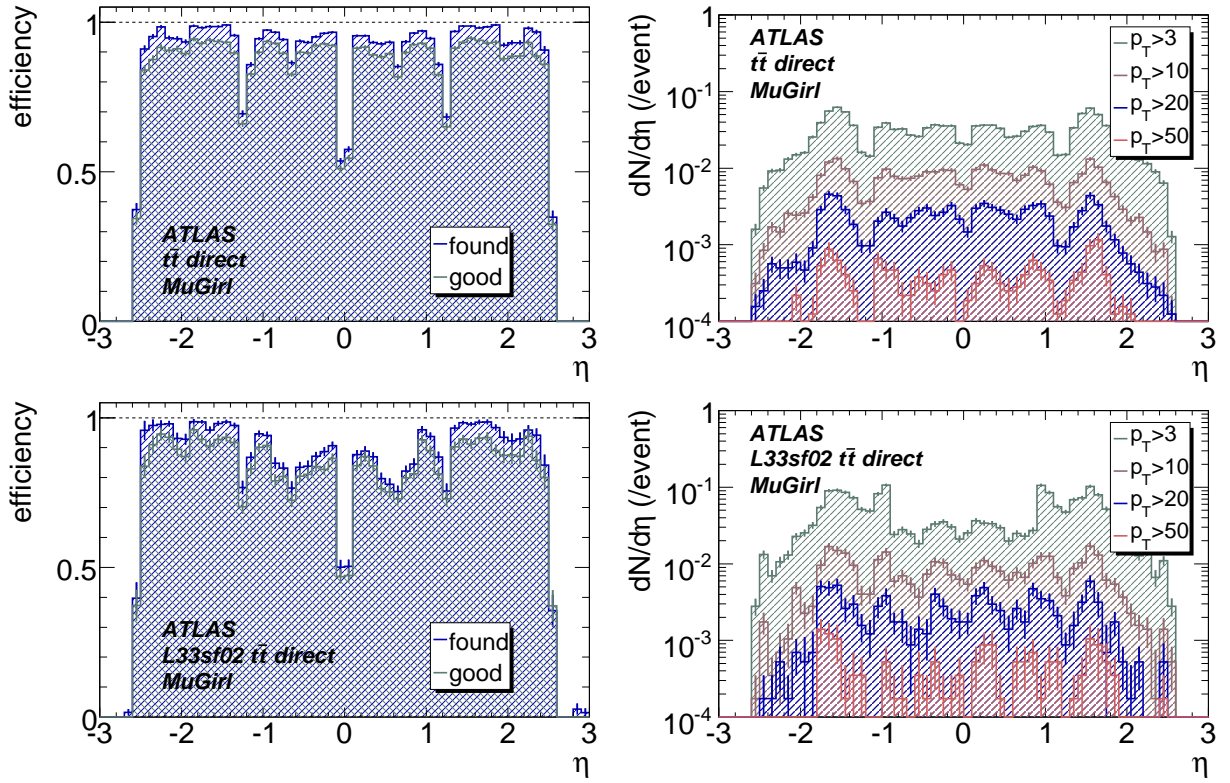 efficiency
1
0.5
0
ATLAS
tt̄ direct
MuGirl
found
good
-3 -2 -1 0 1 2 3
η
dN/dη (/event)
1
10⁻¹
10⁻²
10⁻³
10⁻⁴
ATLAS
tt̄ direct
MuGirl
p_T>3
p_T>10
p_T>20
p_T>50
-3 -2 -1 0 1 2 3
η
efficiency
1
0.5
0
ATLAS
L33sf02 tt̄ direct
MuGirl
found
good
-3 -2 -1 0 1 2 3
η
dN/dη (/event)
1
10⁻¹
10⁻²
10⁻³
10⁻⁴
ATLAS
L33sf02 tt̄ direct
MuGirl
p_T>3
p_T>10
p_T>20
p_T>50
-3 -2 -1 0 1 2 3
η